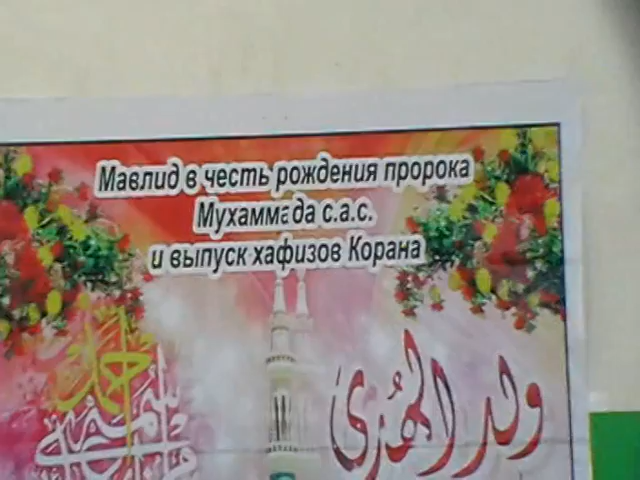 Мавлид в честь рождения пророка
Мухаммада с.а.с.
и выпуск хафизов Корана
ولد الهدى